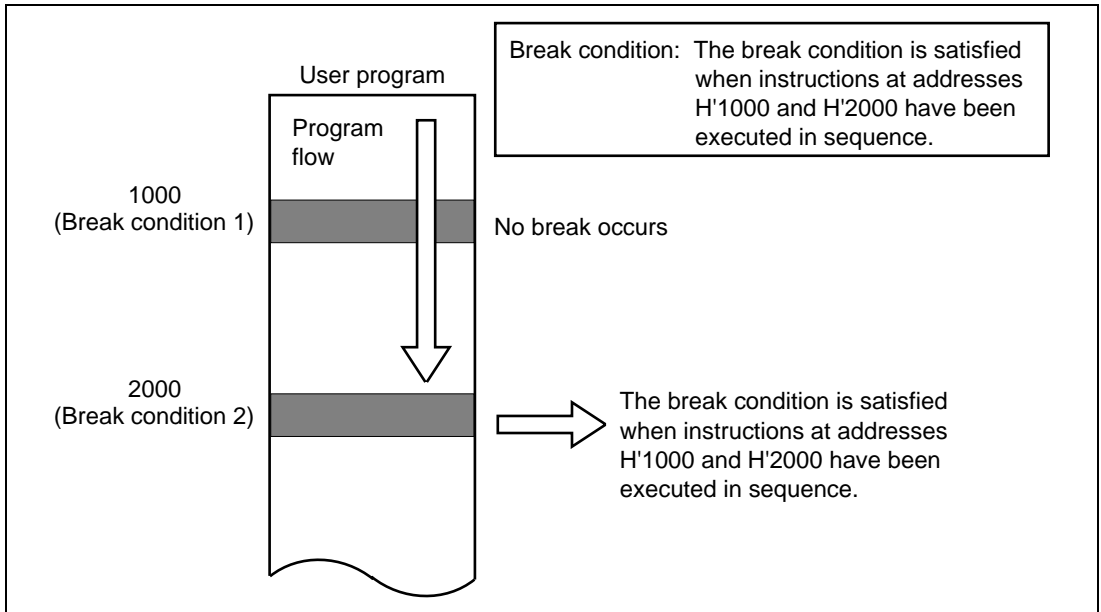 Break condition: The break condition is satisfied
when instructions at addresses
H'1000 and H'2000 have been
executed in sequence.
User program
Program
flow
1000
(Break condition 1)
No break occurs
2000
(Break condition 2)
The break condition is satisfied
when instructions at addresses
H'1000 and H'2000 have been
executed in sequence.